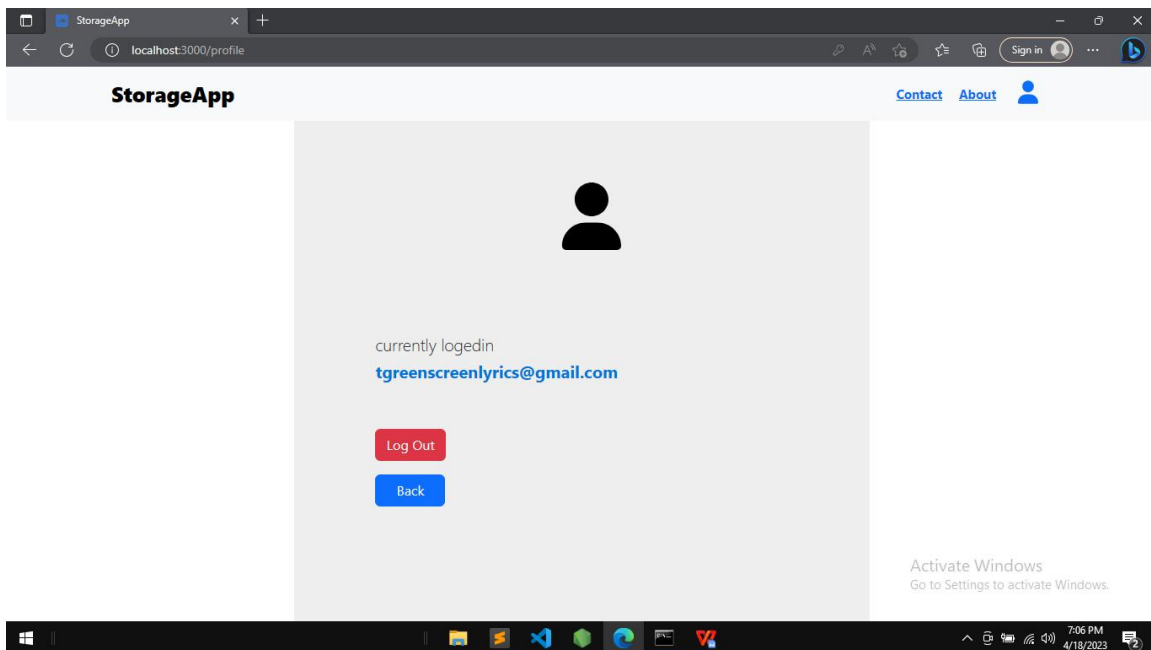 StorageApp
localhost:3000/profile
Sign in
StorageApp
Contact About
currently logedin
tgreenscreenlyrics@gmail.com
Log Out
Back
Activate Windows
Go to Settings to activate Windows.
7:06 PM
4/18/2023
2